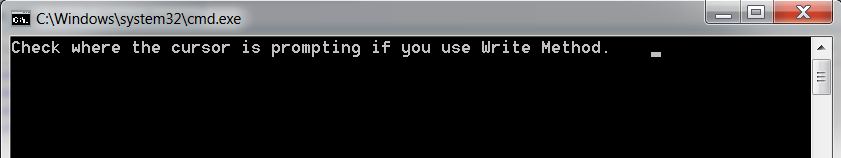 C:\Windows\system32\cmd.exe
Check where the cursor is prompting if you use Write Method.